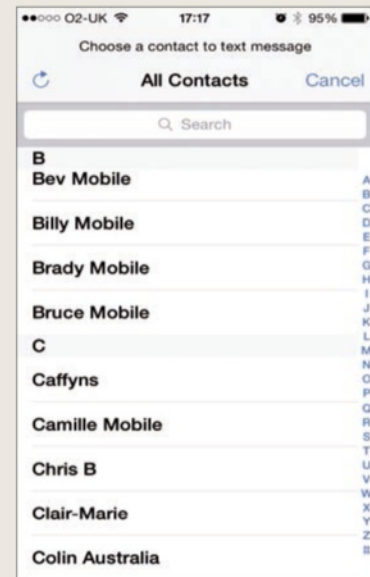 O2-UK 17:17 95%
Choose a contact to text message
All Contacts Cancel
Search
B
Bev Mobile
Billy Mobile
Brady Mobile
Bruce Mobile
C
Caffyns
Camille Mobile
Chris B
Clair-Marie
Colin Australia
A
B
C
D
E
F
G
H
I
J
K
L
M
N
O
P
Q
R
S
T
U
V
W
X
Y
Z
#